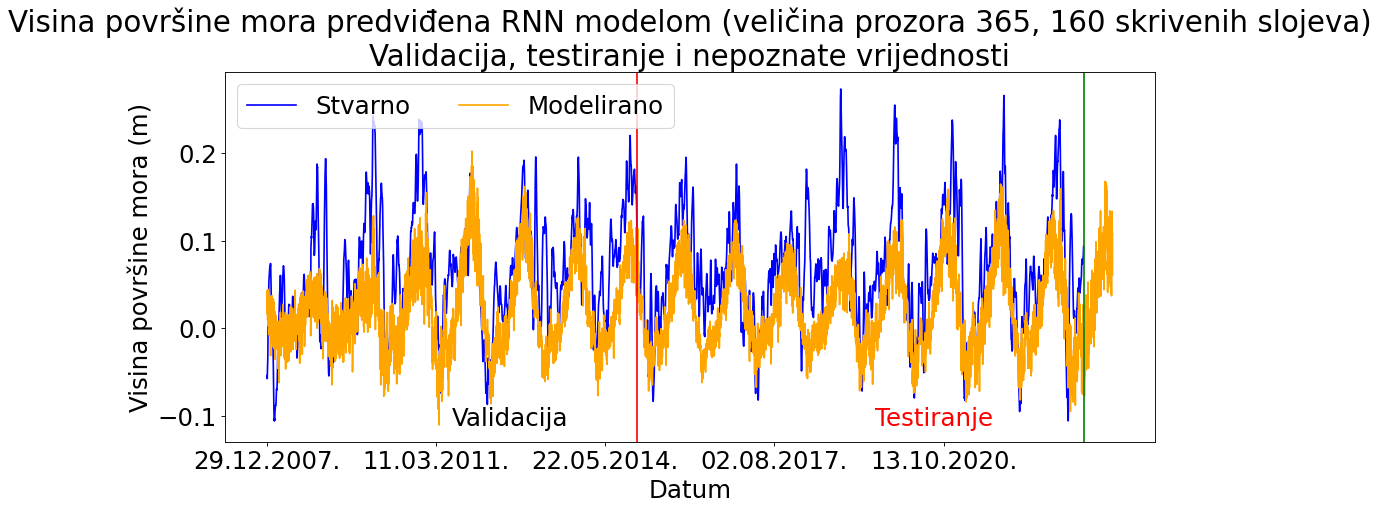 Visina površine mora predviđena RNN modelom (veličina prozora 365, 160 skrivenih slojeva)
Validacija, testiranje i nepoznate vrijednosti
Stvarno
Modelirano
Visina površine mora (m)
0.2
0.1
0.0
−0.1
Validacija
Testiranje
29.12.2007.
11.03.2011.
22.05.2014.
02.08.2017.
13.10.2020.
Datum